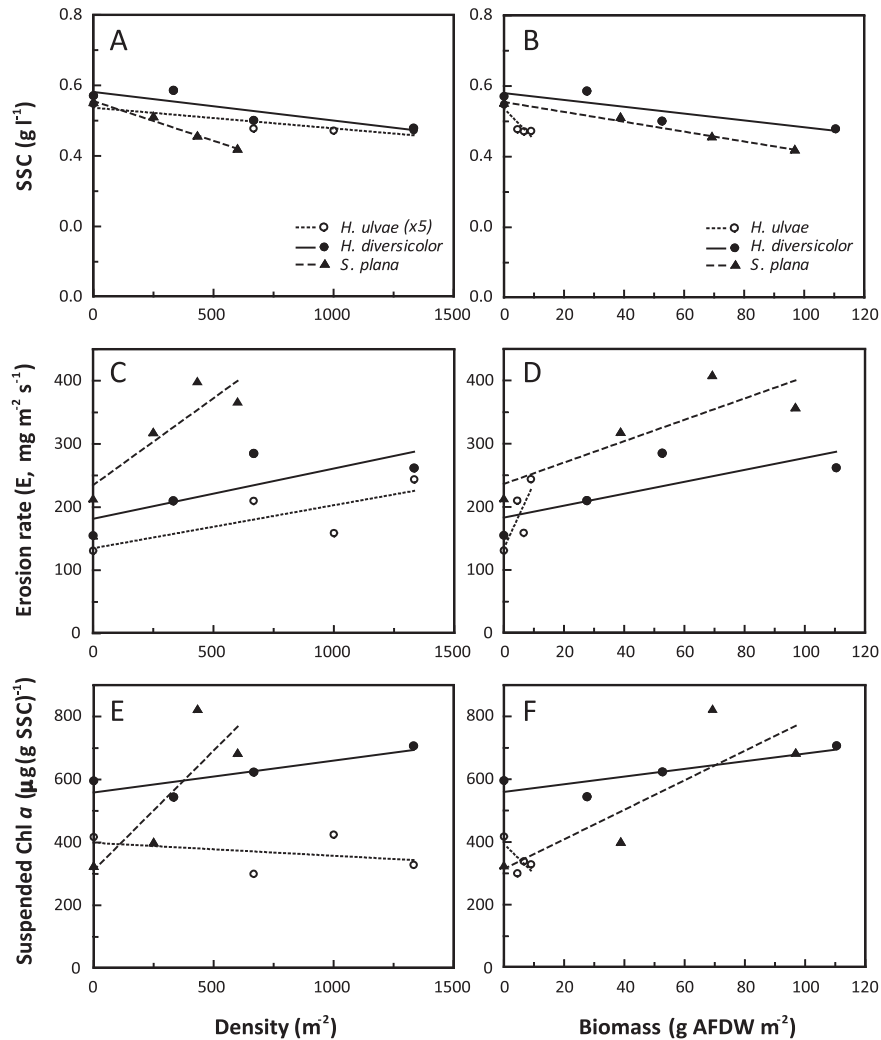 A
0.8
0.6
0.4
0.0
0.0
SSC (g l-1)
H. ulvae (x5)
H. diversicolor
S. plana
0 500 1000 1500
B
0.8
0.6
0.4
0.0
0.0
H. ulvae
H. diversicolor
S. plana
0 20 40 60 80 100 120
C
400
300
200
100
0
Erosion rate (E, mg m-2 s-1)
0 500 1000 1500
D
400
300
200
100
0
0 20 40 60 80 100 120
E
800
600
400
200
0
Suspended Chl a (µg(g SSC)-1
0 500 1000 1500
Density (m-2)
F
800
600
400
200
0
0 20 40 60 80 100 120
Biomass (g AFDW m-2)